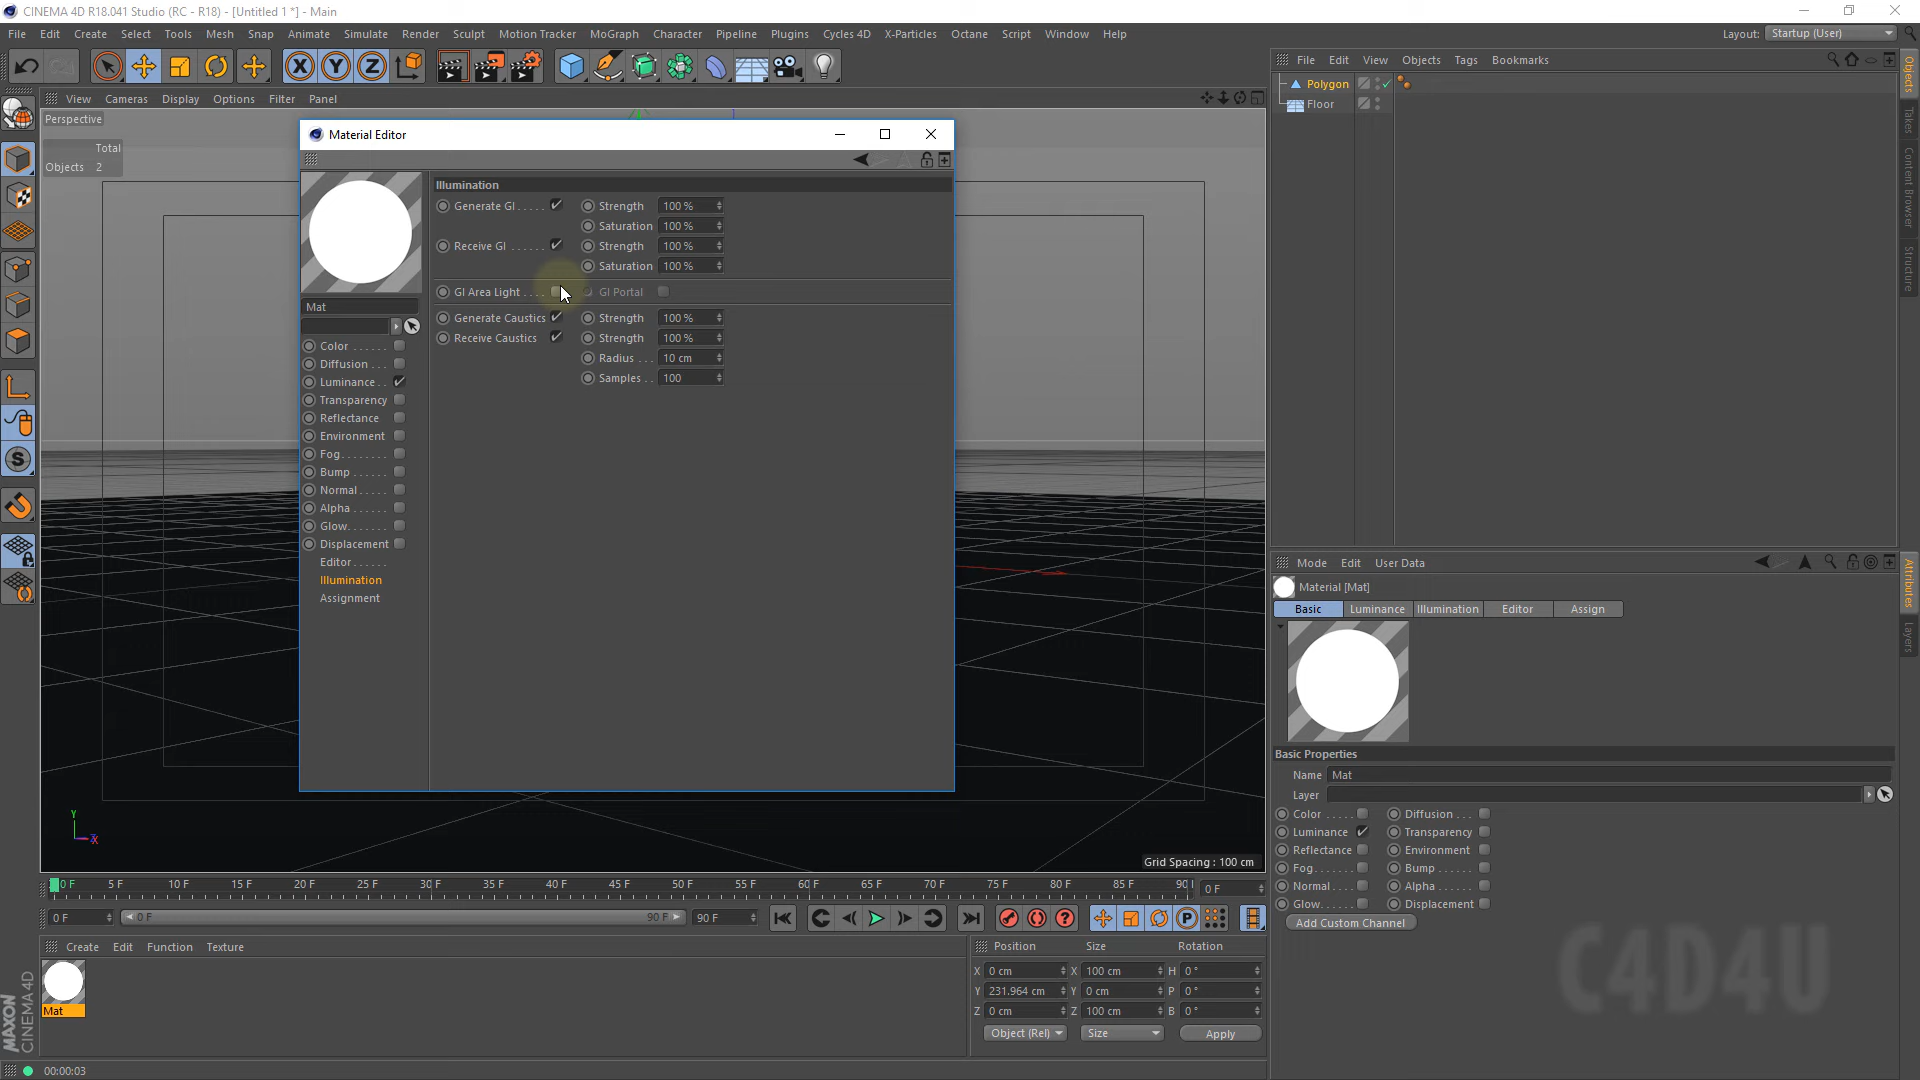 CINEMA 4D R18.041 Studio (RC - R18) - [Untitled 1 *] - Main
File Edit Create Select Tools Mesh Snap Animate Simulate Render Sculpt Motion Tracker MoGraph Character Pipeline Plugins Cycles 4D X-Particles Octane Script Window Help Layout: Startup (User)
File Edit View Objects Tags Bookmarks
Polygon
Floor
Objects
Takes
Content Browser
Structure
View Cameras Display Options Filter Panel
Perspective
Total
Objects 2
Material Editor
Mat
Color ......
Diffusion ...
Luminance ..
Transparency
Reflectance
Environment
Fog........
Bump ......
Normal .....
Alpha ......
Glow.......
Displacement
Editor ......
Illumination
Assignment
Illumination
Generate GI ..... Strength 100 %
Saturation 100 %
Receive GI ...... Strength 100 %
Saturation 100 %
GI Area Light .... GI Portal
Generate Caustics Strength 100 %
Receive Caustics Strength 100 %
Radius ... 10 cm
Samples .. 100
Y
X
Grid Spacing : 100 cm
0 F 5 F 10 F 15 F 20 F 25 F 30 F 35 F 40 F 45 F 50 F 55 F 60 F 65 F 70 F 75 F 80 F 85 F 90 0 F
0 F 0 F 90 F 90 F
Create Edit Function Texture
Mat
MAXON
CINEMA 4D
Position Size Rotation
X 0 cm X 100 cm H 0 °
Y 231.964 cm Y 0 cm P 0 °
Z 0 cm Z 100 cm B 0 °
Object (Rel) Size Apply
00:00:03
Mode Edit User Data
Material [Mat]
Basic Luminance Illumination Editor Assign
Basic Properties
Name Mat
Layer
Color ..... Diffusion ...
Luminance Transparency
Reflectance Environment
Fog....... Bump ......
Normal .... Alpha ......
Glow...... Displacement
Add Custom Channel
Attributes
Layers
C4D4U